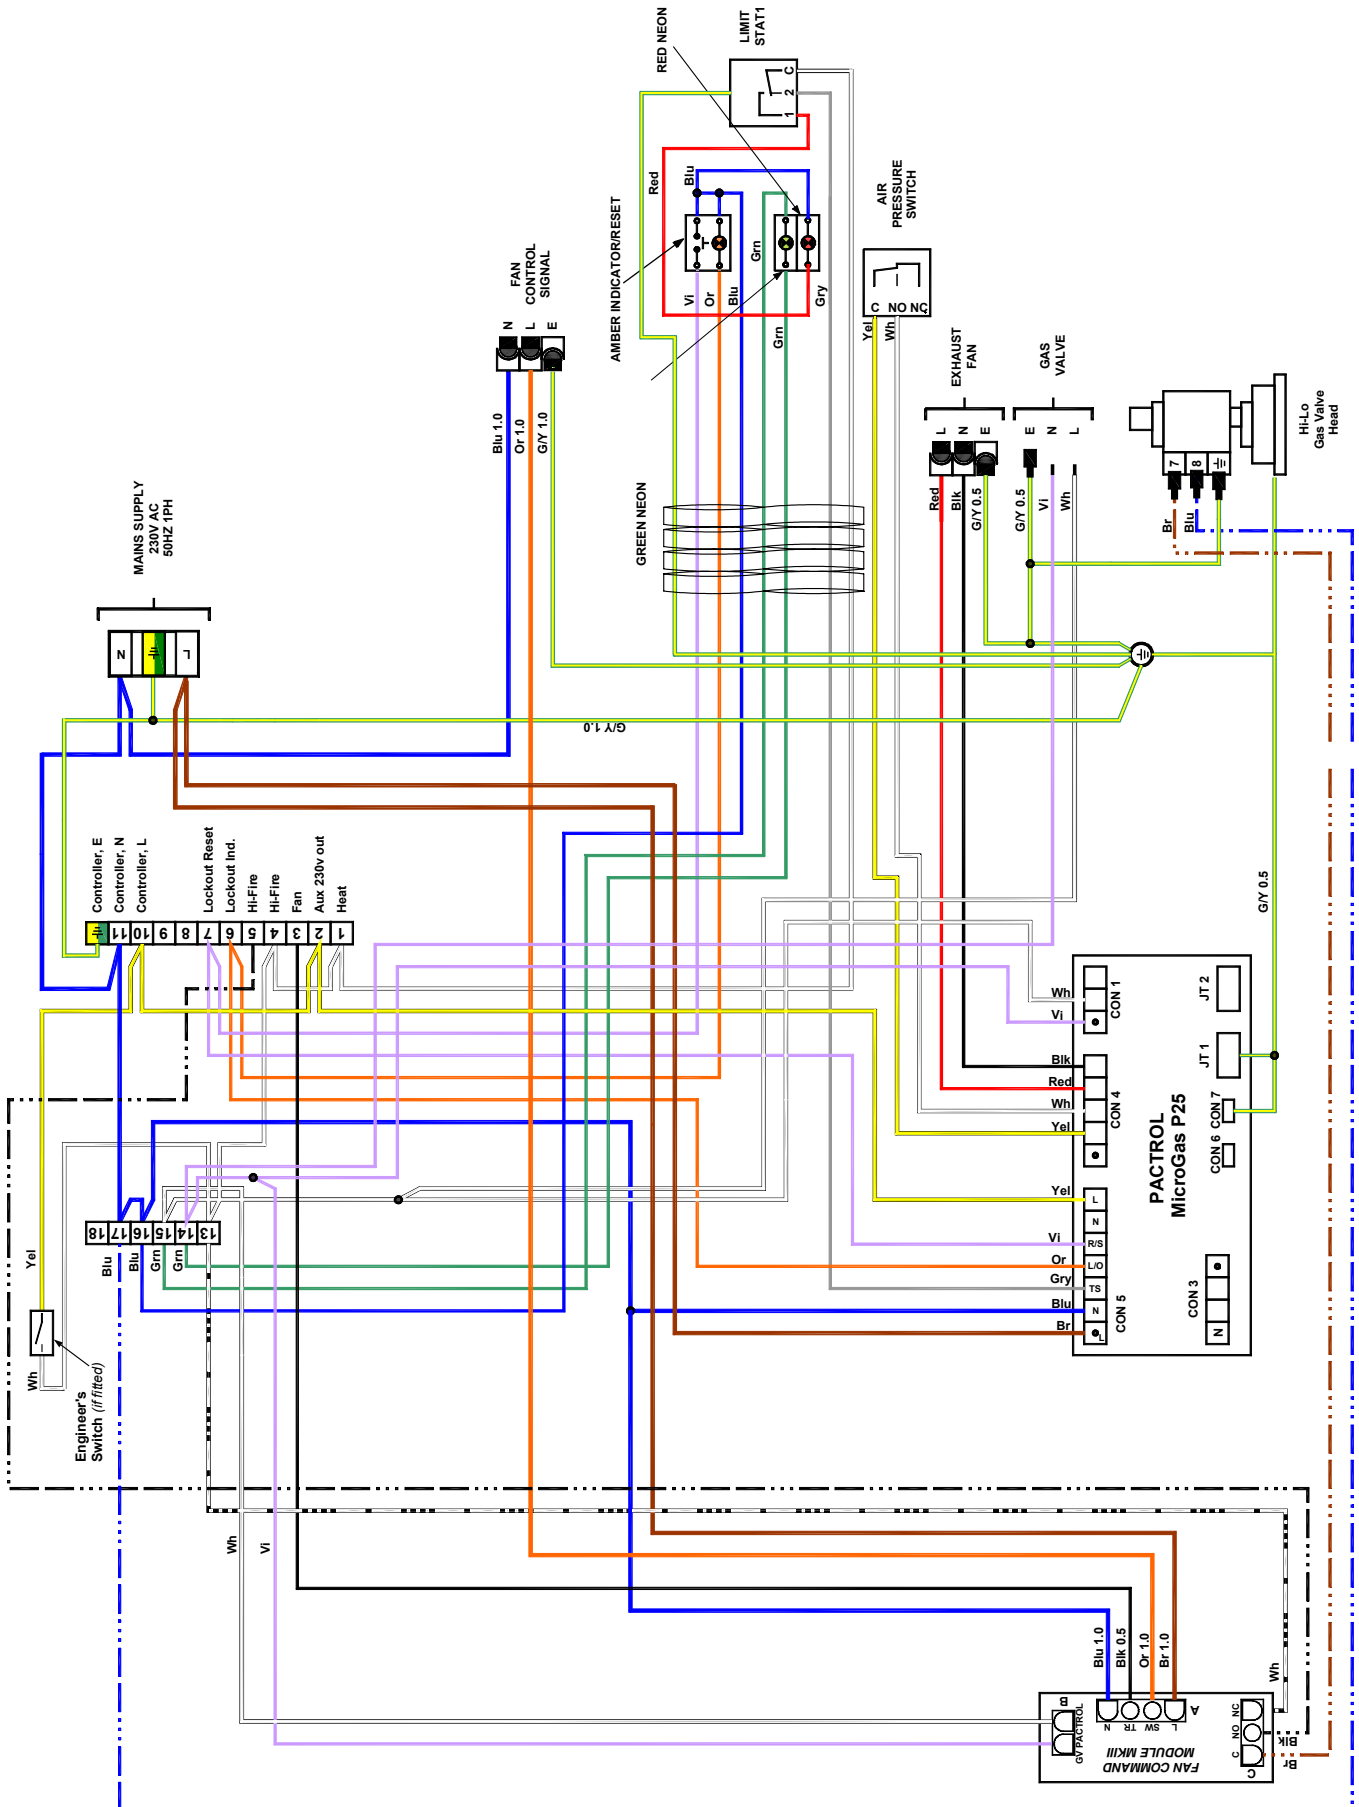 LIMIT
STAT1
RED NEON
C
2
1
Red
Blu
AMBER INDICATOR/RESET
Vi
Or
Blu
Grn
Grn
Gry
AIR
PRESSURE
SWITCH
C
NO
NC
Yel
Wh
FAN
CONTROL
SIGNAL
N
L
E
Blu 1.0
Or 1.0
G/Y 1.0
GREEN NEON
EXHAUST
FAN
L
N
E
Red
Blk
G/Y 0.5
GAS
VALVE
E
N
L
G/Y 0.5
Vi
Wh
7
8
Br
Blu
Hi-Lo
Gas Valve
Head
MAINS SUPPLY
230V AC
50HZ 1PH
N
L
G/Y 1.0
G/Y 0.5
Controller, E
Controller, N
Controller, L
Lockout Reset
Lockout Ind.
Hi-Fire
Hi-Fire
Fan
Aux 230v out
Heat
11
10
9
8
7
6
5
4
3
2
1
18
17
16
15
14
13
Blu
Blu
Grn
Grn
Yel
Wh
Engineer's
Switch (if fitted)
Wh
Vi
Wh
Vi
CON 1
Blk
Red
Wh
Yel
CON 4
Yel
Vi
Or
Gry
Blu
Br
L
N
R/S
L/O
TS
N
L
CON 5
PACTROL
MicroGas P25
JT 2
JT 1
CON 7
CON 6
CON 3
N
Blu 1.0
Blk 0.5
Or 1.0
Br 1.0
B
GV PACTROL
N
TR
SW
L
A
FAN COMMAND
MODULE MKIII
C
NO
NC
C
Wh
Blk
Br